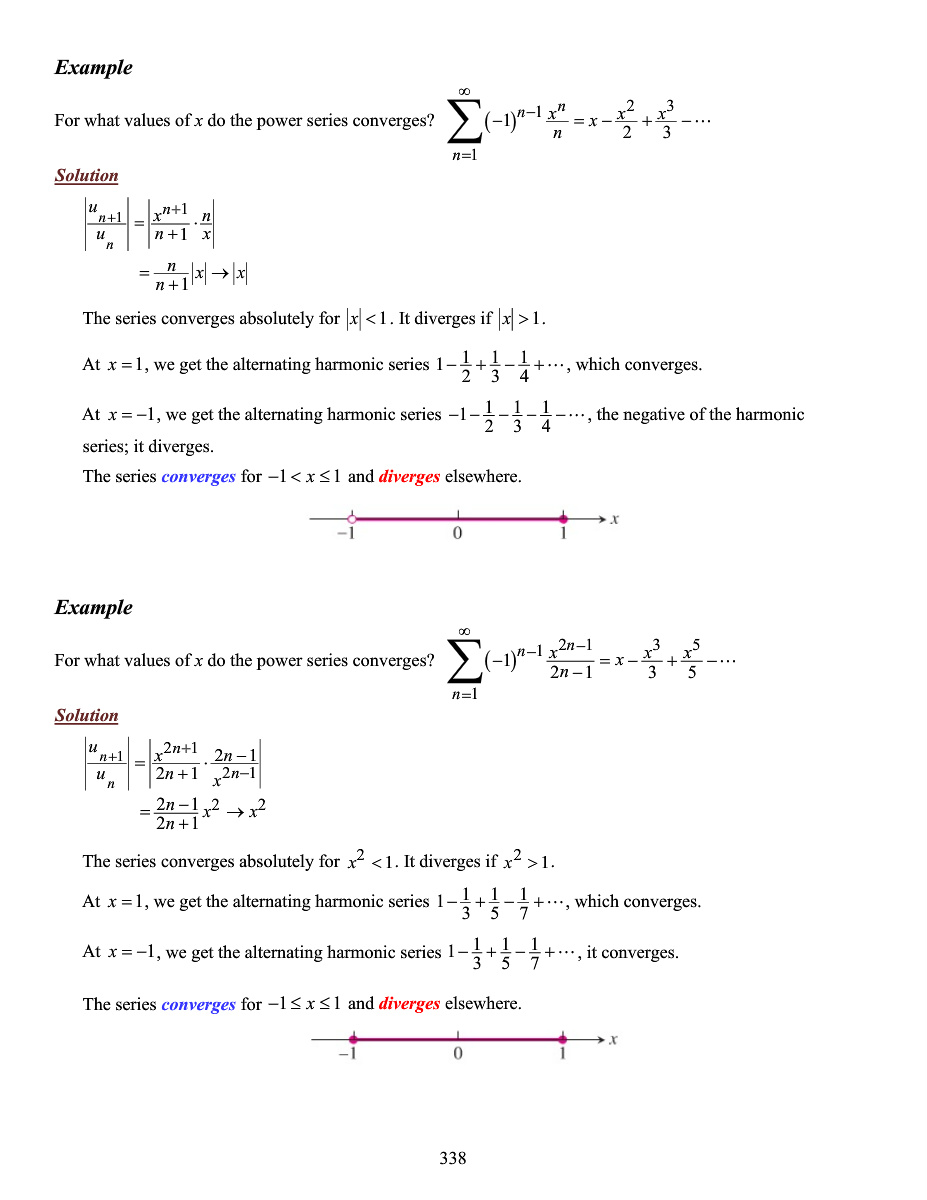 Example
For what values of x do the power series converges? \sum_{n=1}^{\infty} (-1)^{n-1} \frac{x^n}{n} = x - \frac{x^2}{2} + \frac{x^3}{3} - \cdots
Solution
\left| \frac{u_{n+1}}{u_n} \right| = \left| \frac{x^{n+1}}{n+1} \cdot \frac{n}{x} \right|
= \frac{n}{n+1} |x| \to |x|
The series converges absolutely for |x| < 1. It diverges if |x| > 1.
At x = 1, we get the alternating harmonic series 1 - \frac{1}{2} + \frac{1}{3} - \frac{1}{4} + \cdots, which converges.
At x = -1, we get the alternating harmonic series -1 - \frac{1}{2} - \frac{1}{3} - \frac{1}{4} - \cdots, the negative of the harmonic
series; it diverges.
The series converges for -1 < x ≤ 1 and diverges elsewhere.
x
-1 0 1
Example
For what values of x do the power series converges? \sum_{n=1}^{\infty} (-1)^{n-1} \frac{x^{2n-1}}{2n-1} = x - \frac{x^3}{3} + \frac{x^5}{5} - \cdots
Solution
\left| \frac{u_{n+1}}{u_n} \right| = \left| \frac{x^{2n+1}}{2n+1} \cdot \frac{2n-1}{x^{2n-1}} \right|
= \frac{2n-1}{2n+1} x^2 \to x^2
The series converges absolutely for x^2 < 1. It diverges if x^2 > 1.
At x = 1, we get the alternating harmonic series 1 - \frac{1}{3} + \frac{1}{5} - \frac{1}{7} + \cdots, which converges.
At x = -1, we get the alternating harmonic series 1 - \frac{1}{3} + \frac{1}{5} - \frac{1}{7} + \cdots, it converges.
The series converges for -1 ≤ x ≤ 1 and diverges elsewhere.
x
-1 0 1
338